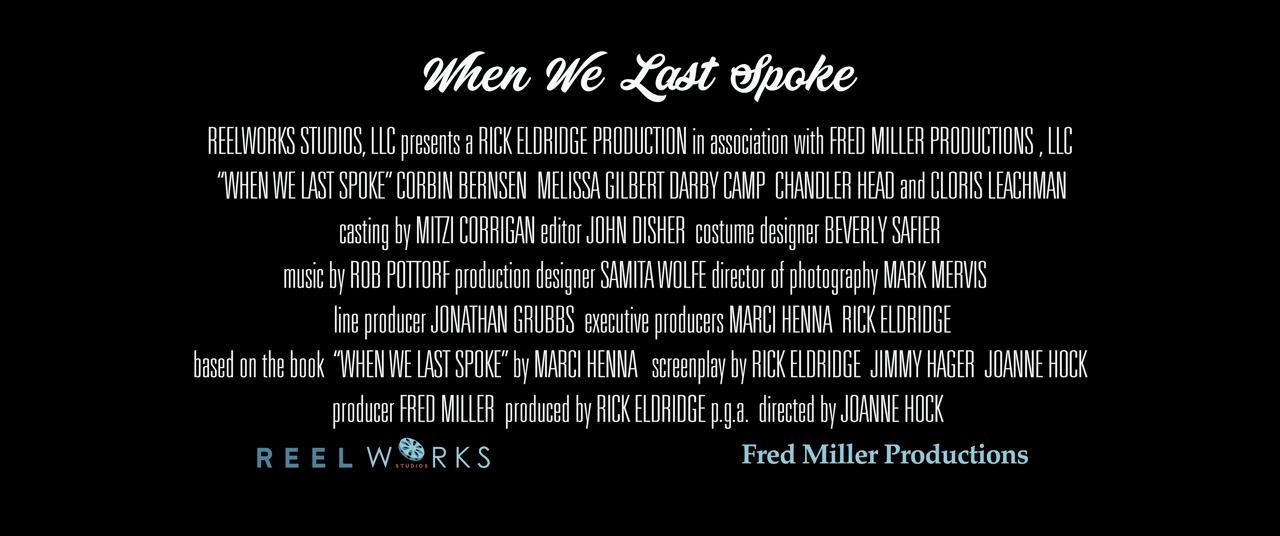 When We Last Spoke
REELWORKS STUDIOS, LLC presents a RICK ELDRIDGE PRODUCTION in association with FRED MILLER PRODUCTIONS , LLC
“WHEN WE LAST SPOKE” CORBIN BERNSEN MELISSA GILBERT DARBY CAMP CHANDLER HEAD and CLORIS LEACHMAN
casting by MITZI CORRIGAN editor JOHN DISHER costume designer BEVERLY SAFIER
music by ROB POTTORF production designer SAMITA WOLFE director of photography MARK MERVIS
line producer JONATHAN GRUBBS executive producers MARCI HENNA RICK ELDRIDGE
based on the book “WHEN WE LAST SPOKE” by MARCI HENNA screenplay by RICK ELDRIDGE JIMMY HAGER JOANNE HOCK
producer FRED MILLER produced by RICK ELDRIDGE p.g.a. directed by JOANNE HOCK
REEL WORKS
STUDIOS
Fred Miller Productions